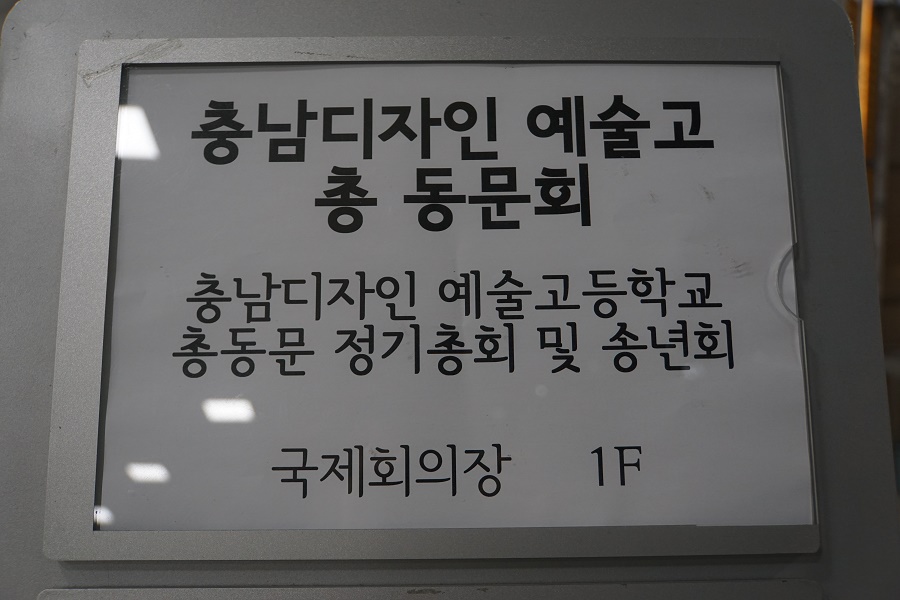 충남디자인 예술고
총 동문회
충남디자인 예술고등학교
총동문 정기총회 및 송년회
국제회의장 1F